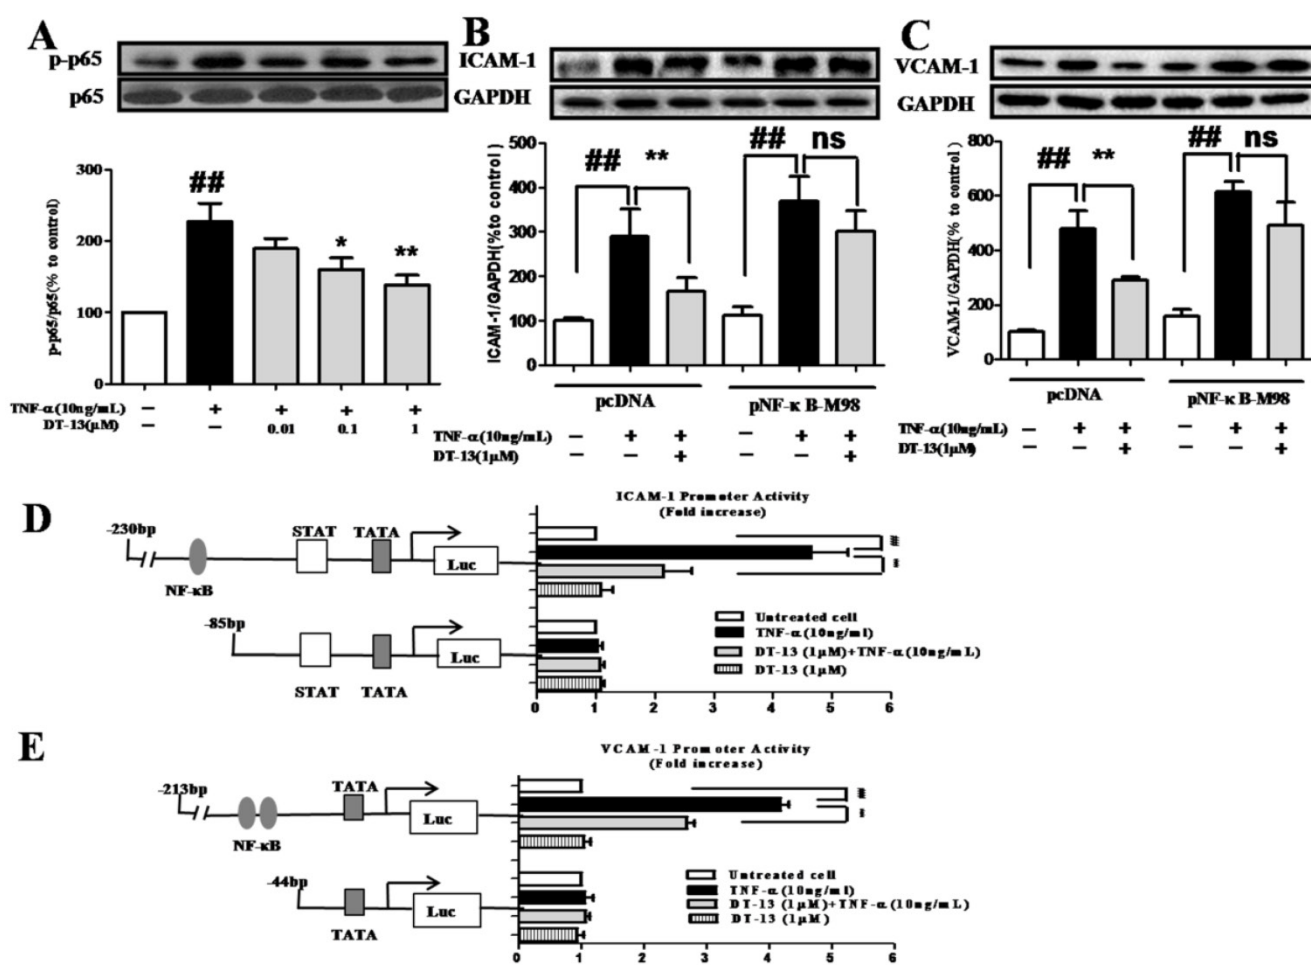 A
p-p65
p65
p-p65/p65(% to control)
300
200
100
0
##
*
**
TNF-α(10ng/mL) − + + + +
DT-13(μM) − − 0.01 0.1 1
B
ICAM-1
GAPDH
ICAM-1/GAPDH(%to control)
500
400
300
200
100
0
## ** ## ns
pcDNA pNF-κ B-M98
TNF-α(10ng/mL) − + + − + +
DT-13(1μM) − − + − − +
C
VCAM-1
GAPDH
VCAM-1/GAPDH(% to control)
800
600
400
200
0
## ** ## ns
pcDNA pNF-κ B-M98
TNF-α(10ng/mL) − + + − + +
DT-13(1μM) − − + − − +
D
ICAM-1 Promoter Activity
(Fold increase)
-230bp
STAT TATA
Luc
NF-κB
-85bp
Luc
STAT TATA
Untreated cell
TNF-α(10ng/ml)
DT-13 (1μM)+TNF-α(10ng/mL)
DT-13 (1μM)
0 1 2 3 4 5 6
E
VCAM-1 Promoter Activity
(Fold increase)
-213bp
TATA
Luc
NF-κB
-44bp
Luc
TATA
Untreated cell
TNF-α(10ng/ml)
DT-13 (1μM)+TNF-α(10ng/mL)
DT-13 (1μM)
0 1 2 3 4 5 6